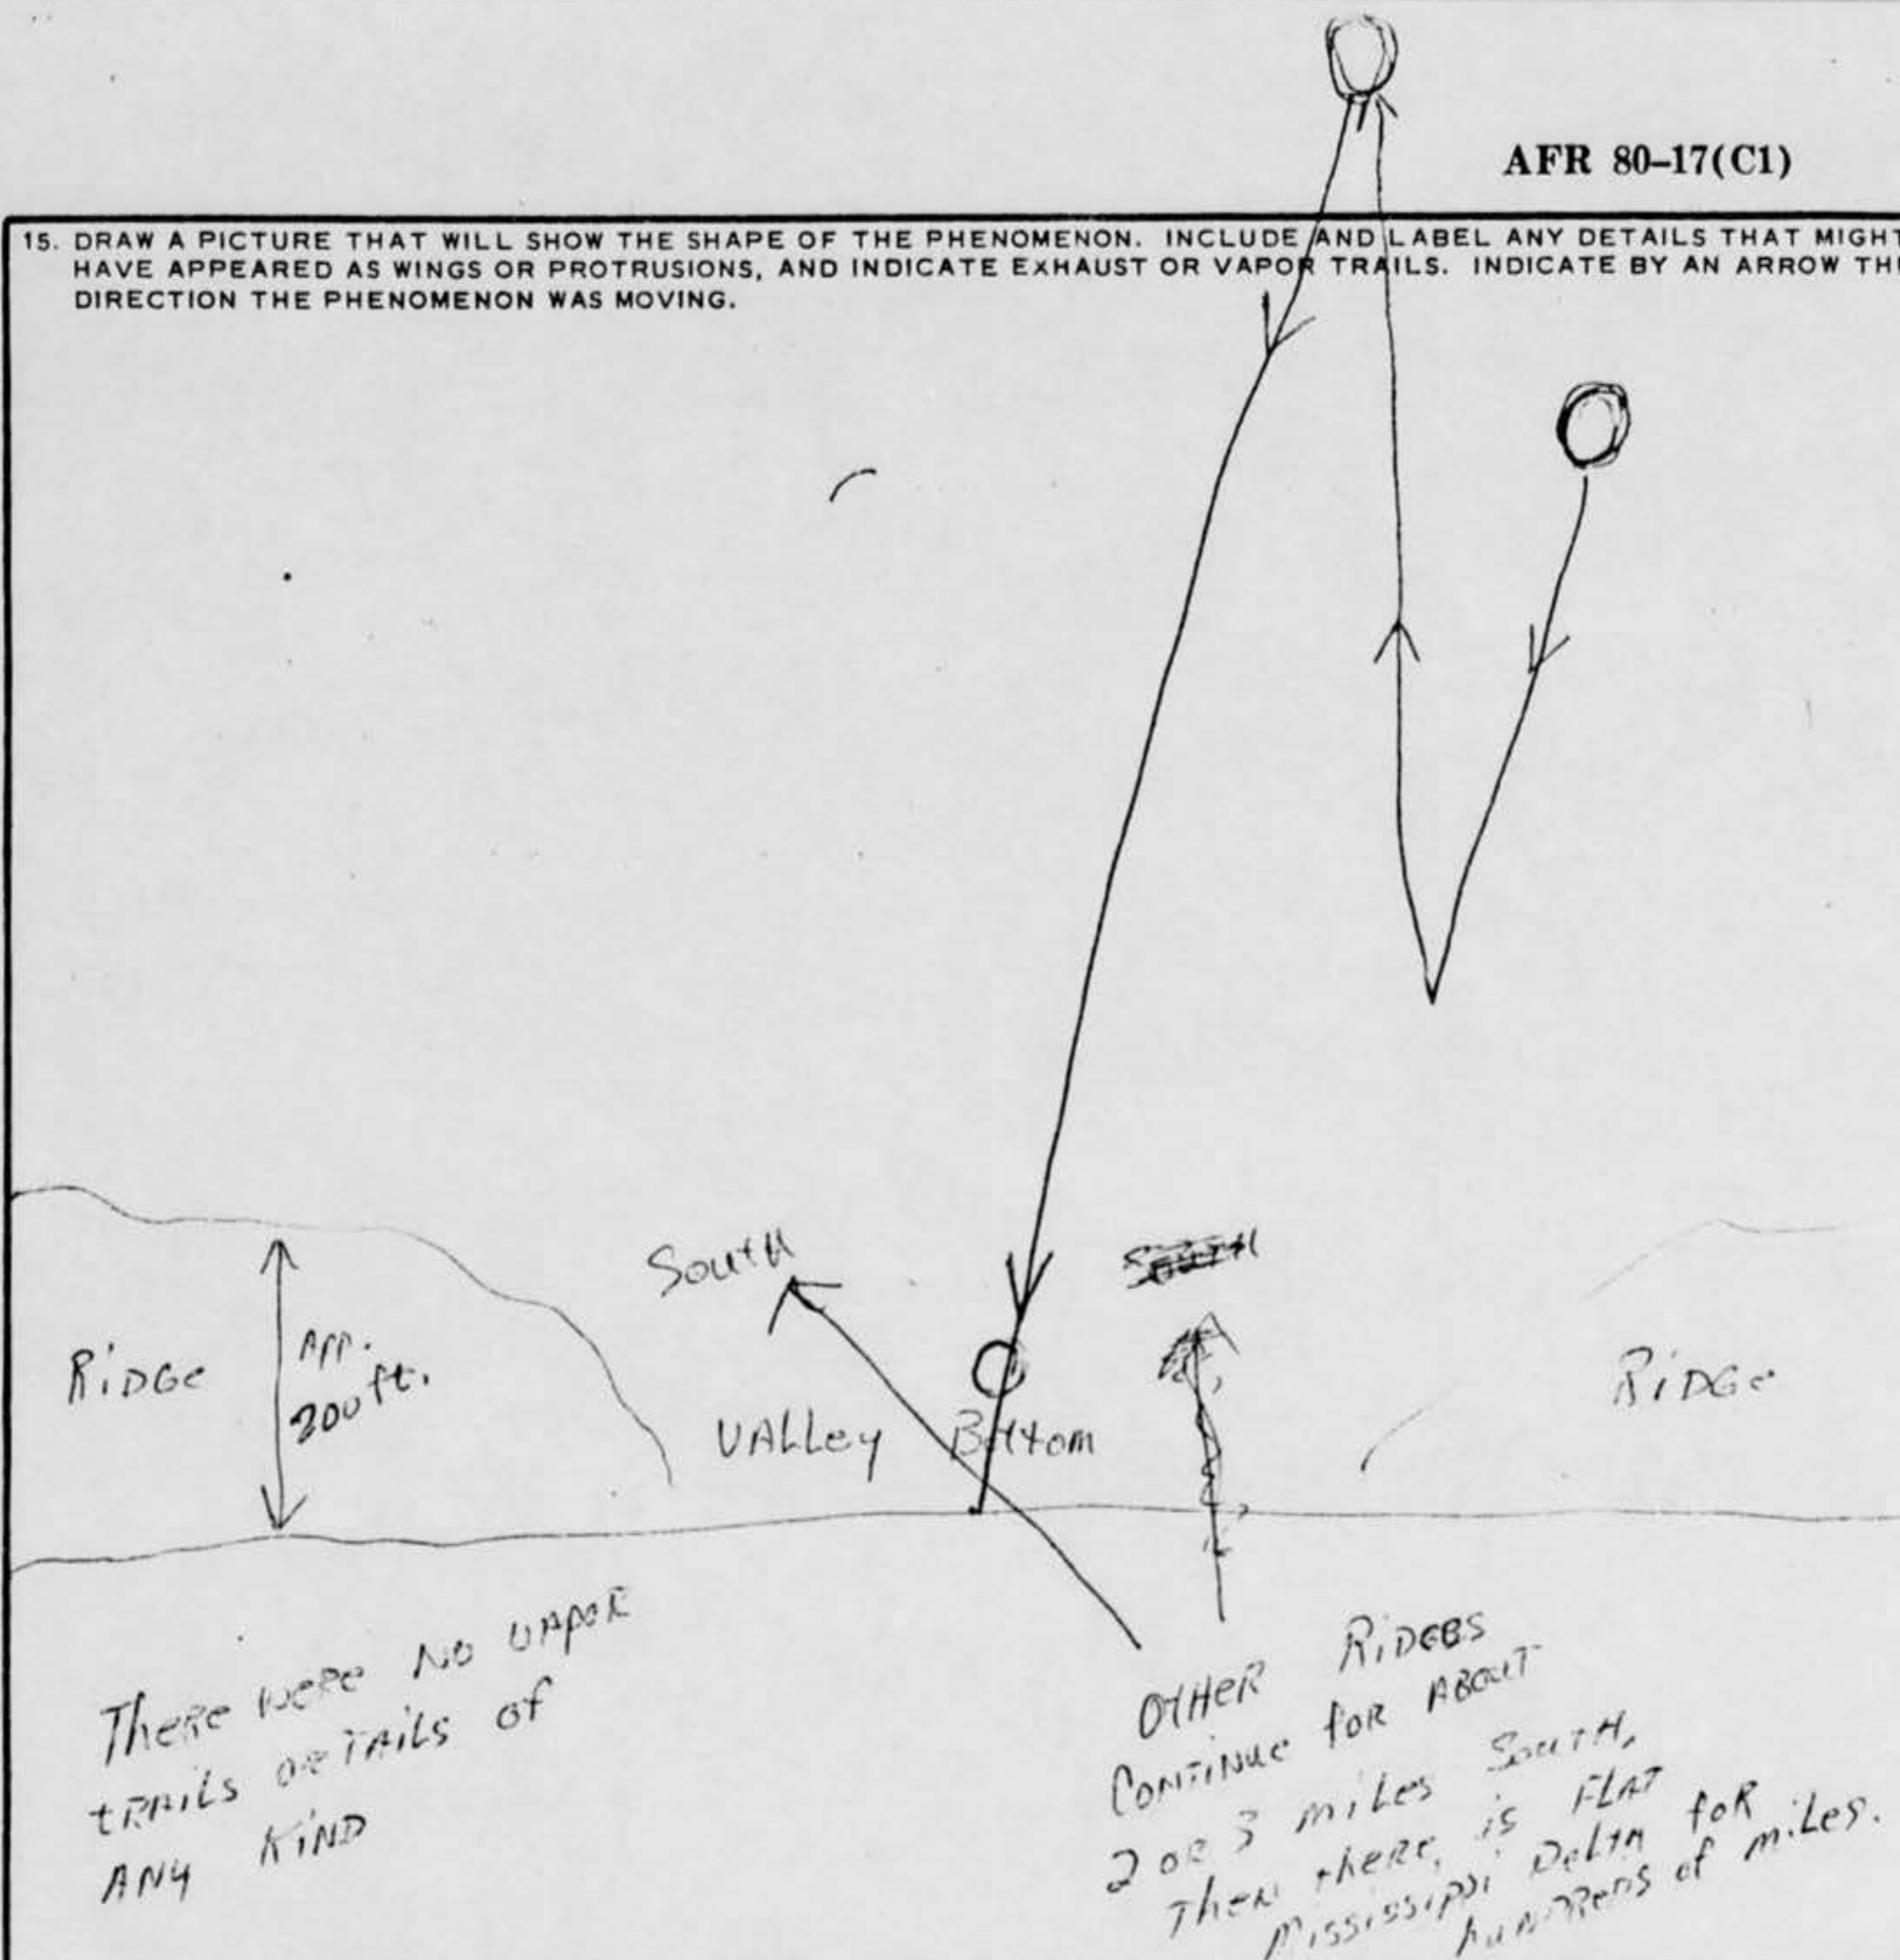 AFR 80–17(C1)
15. DRAW A PICTURE THAT WILL SHOW THE SHAPE OF THE PHENOMENON. INCLUDE AND LABEL ANY DETAILS THAT MIGHT
HAVE APPEARED AS WINGS OR PROTRUSIONS, AND INDICATE EXHAUST OR VAPOR TRAILS. INDICATE BY AN ARROW THE
DIRECTION THE PHENOMENON WAS MOVING.
South
South
RiDGe
App.
200 ft.
VALLey Bottom
RiDGe
There were No VAPOR
tRAiLs or TAiLs of
ANY KiND
OtHeR RiDGES
CONTiNUe foR ABOUT
2 or 3 miLes South,
Then there, is FLAT
Mississippi DeLtA foR
hunDReDs of miLes.